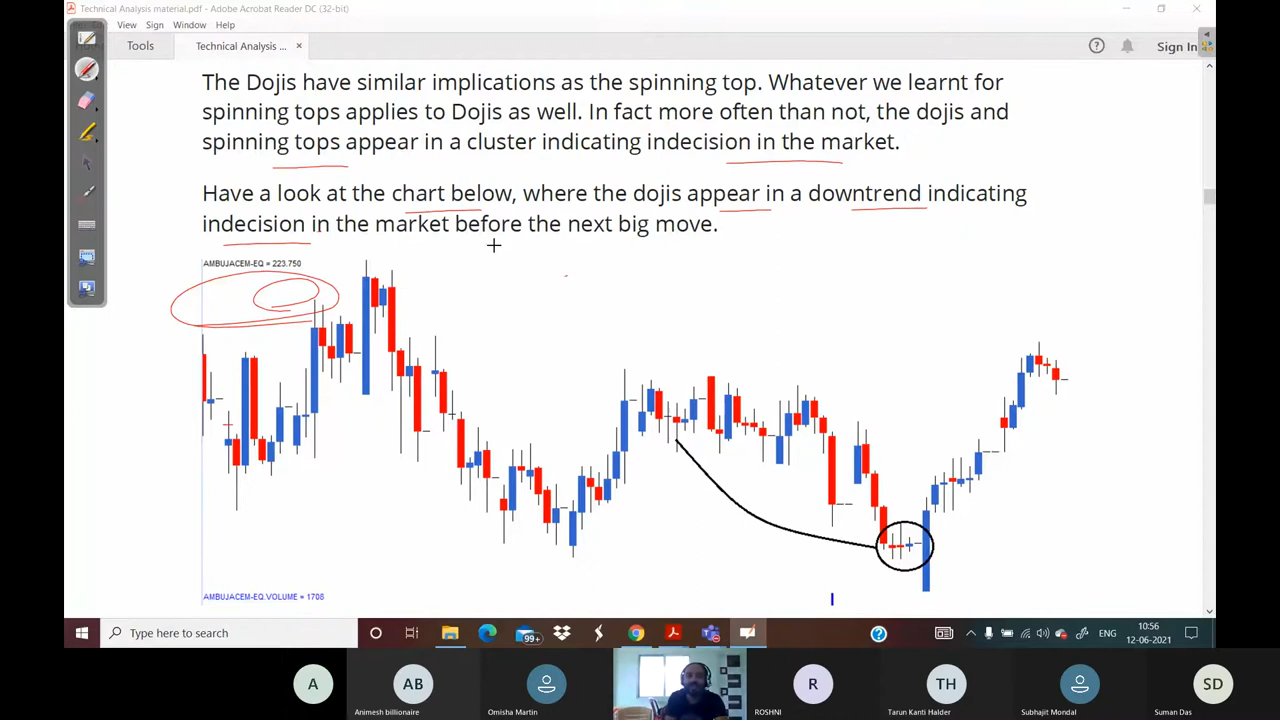 Technical Analysis material.pdf - Adobe Acrobat Reader DC (32-bit)
View Sign Window Help
Tools Technical Analysis ... × Sign In
The Dojis have similar implications as the spinning top. Whatever we learnt for
spinning tops applies to Dojis as well. In fact more often than not, the dojis and
spinning tops appear in a cluster indicating indecision in the market.
Have a look at the chart below, where the dojis appear in a downtrend indicating
indecision in the market before the next big move.
AMBUJACEM-EQ = 223.750
AMBUJACEM-EQ.VOLUME = 1708
Type here to search
99+
ENG
10:56
12-06-2021
A AB R TH SD
Animesh billionaire Omisha Martin ROSHNI Tarun Kanti Halder Subhajit Mondal Suman Das